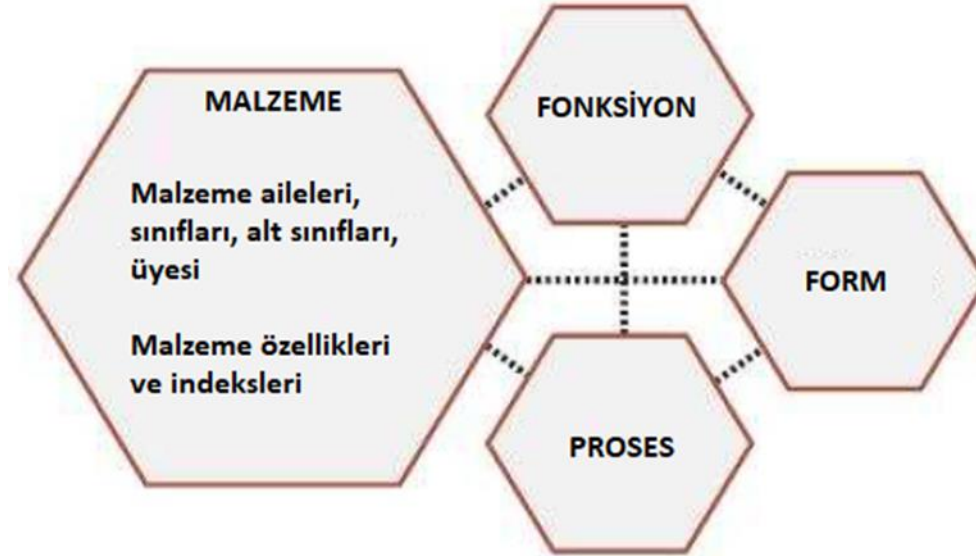 MALZEME
Malzeme aileleri,
sınıfları, alt sınıfları,
üyesi
Malzeme özellikleri
ve indeksleri
FONKSİYON
FORM
PROSES